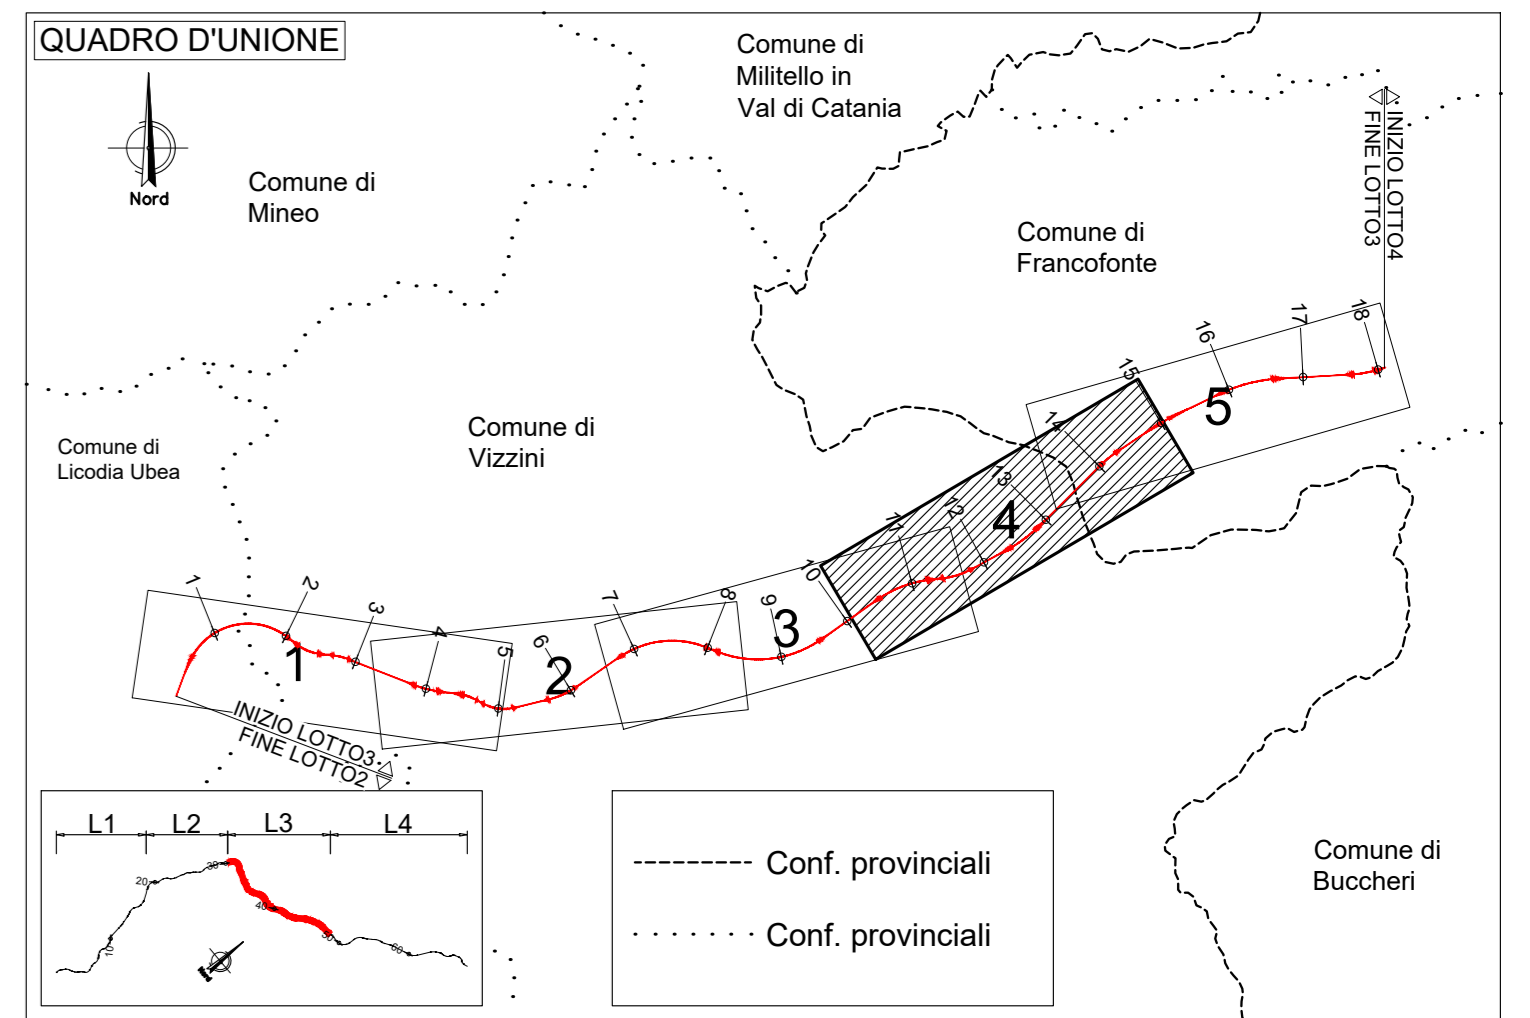 QUADRO D'UNIONE
Nord
Comune di
Mineo
Comune di
Militello in
Val di Catania
Comune di
Francofonte
INIZIO LOTTO4
FINE LOTTO3
Comune di
Licodia Ubea
Comune di
Vizzini
1
2
3
4
5
6
7
8
9
10
11
12
13
14
15
16
17
18
1
2
3
4
5
INIZIO LOTTO3
FINE LOTTO2
L1
L2
L3
L4
10
20
30
40
50
60
Nord
Conf. provinciali
Conf. provinciali
Comune di
Buccheri